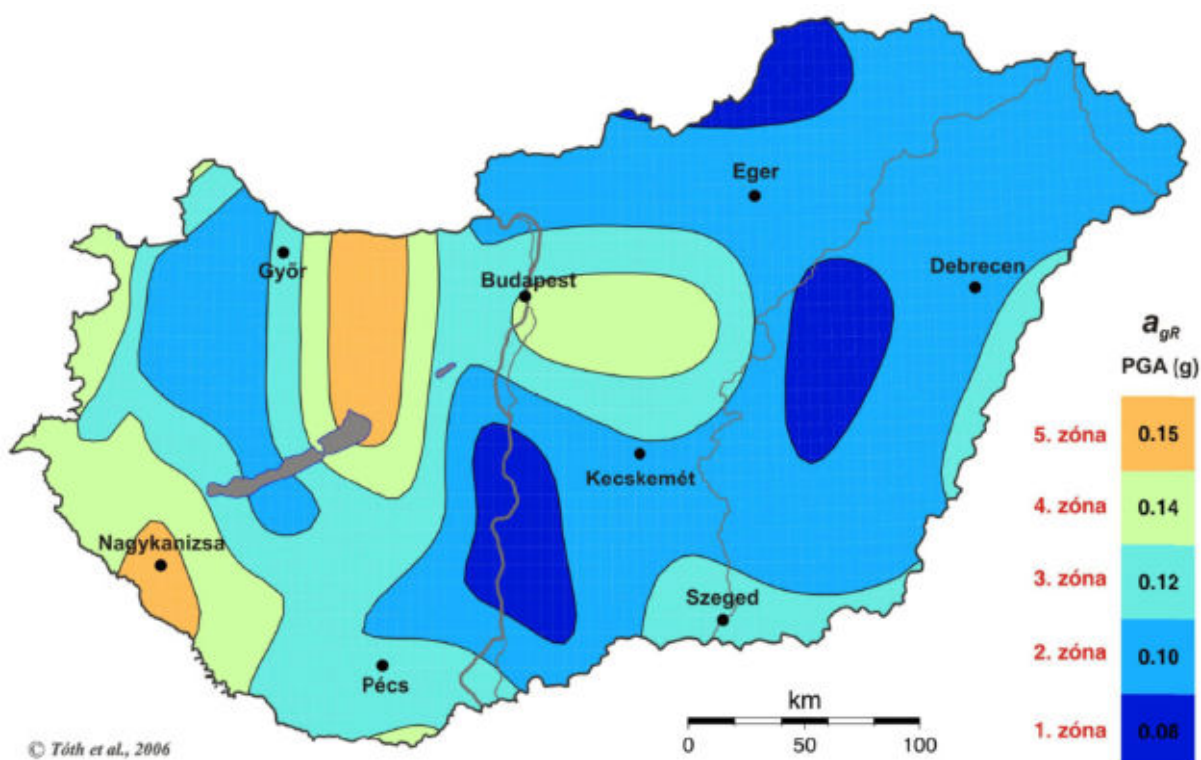 Eger
Győr
Budapest
Debrecen
Kecskemét
Nagykanizsa
Szeged
Pécs
a_gR
PGA (g)
5. zóna 0.15
4. zóna 0.14
3. zóna 0.12
2. zóna 0.10
1. zóna 0.08
km
0 50 100
© Tóth et al., 2006